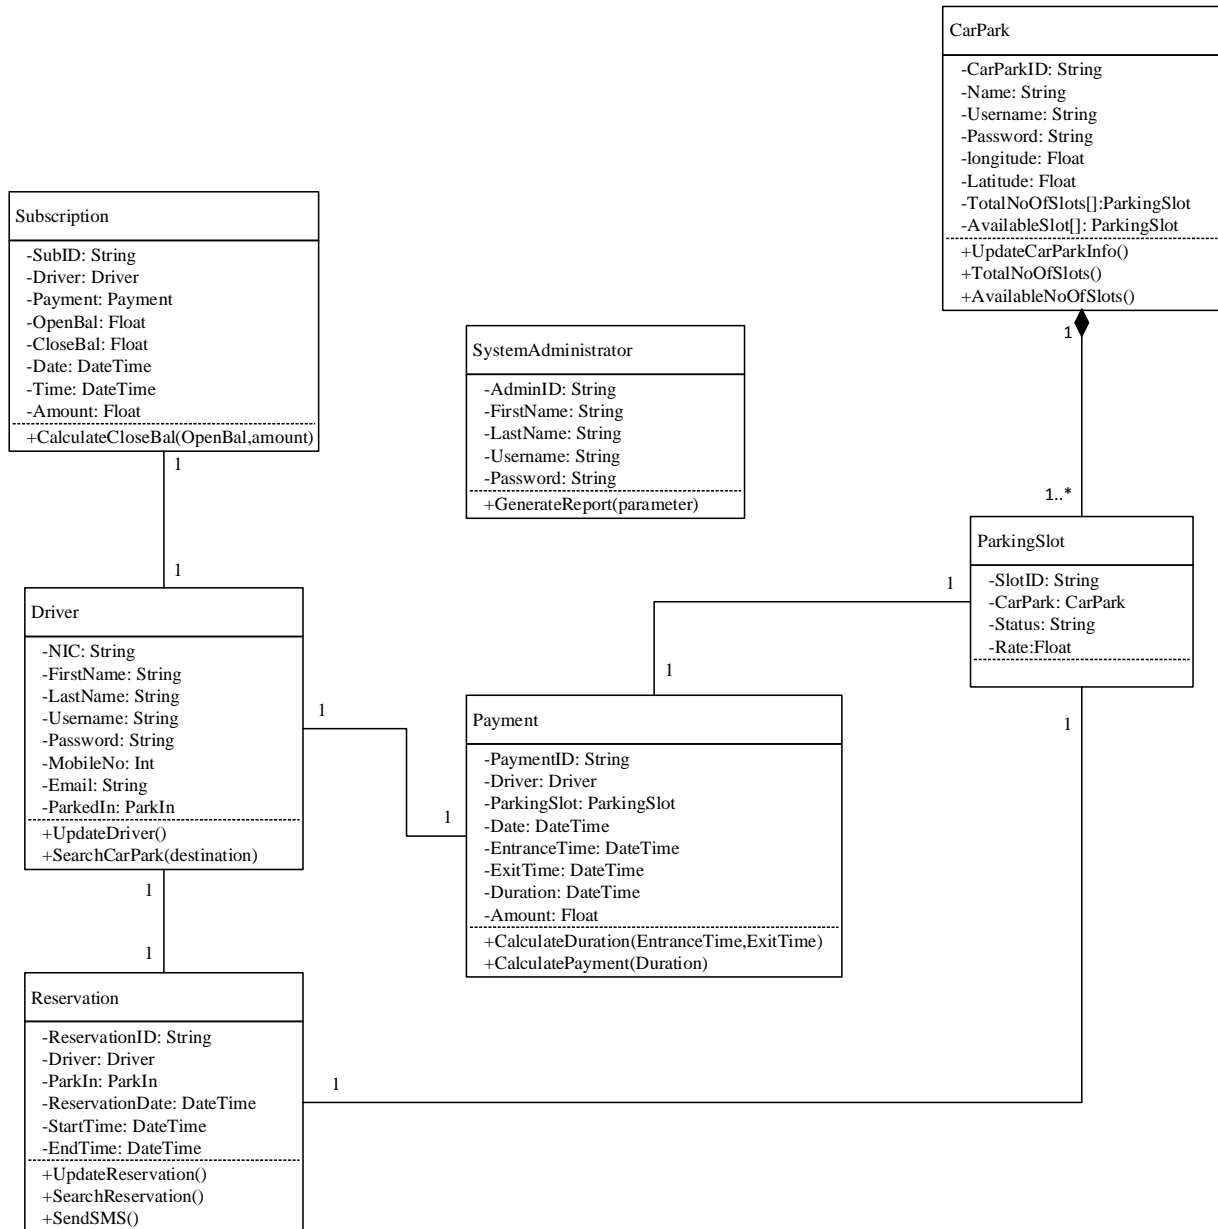 CarPark
-CarParkID: String
-Name: String
-Username: String
-Password: String
-longitude: Float
-Latitude: Float
-TotalNoOfSlots[]:ParkingSlot
-AvailableSlot[]: ParkingSlot
+UpdateCarParkInfo()
+TotalNoOfSlots()
+AvailableNoOfSlots()
1
1..*
Subscription
-SubID: String
-Driver: Driver
-Payment: Payment
-OpenBal: Float
-CloseBal: Float
-Date: DateTime
-Time: DateTime
-Amount: Float
+CalculateCloseBal(OpenBal,amount)
1
1
SystemAdministrator
-AdminID: String
-FirstName: String
-LastName: String
-Username: String
-Password: String
+GenerateReport(parameter)
ParkingSlot
-SlotID: String
-CarPark: CarPark
-Status: String
-Rate:Float
1
1
1
Driver
-NIC: String
-FirstName: String
-LastName: String
-Username: String
-Password: String
-MobileNo: Int
-Email: String
-ParkedIn: ParkIn
+UpdateDriver()
+SearchCarPark(destination)
1
1
1
1
Payment
-PaymentID: String
-Driver: Driver
-ParkingSlot: ParkingSlot
-Date: DateTime
-EntranceTime: DateTime
-ExitTime: DateTime
-Duration: DateTime
-Amount: Float
+CalculateDuration(EntranceTime,ExitTime)
+CalculatePayment(Duration)
Reservation
-ReservationID: String
-Driver: Driver
-ParkIn: ParkIn
-ReservationDate: DateTime
-StartTime: DateTime
-EndTime: DateTime
+UpdateReservation()
+SearchReservation()
+SendSMS()
1